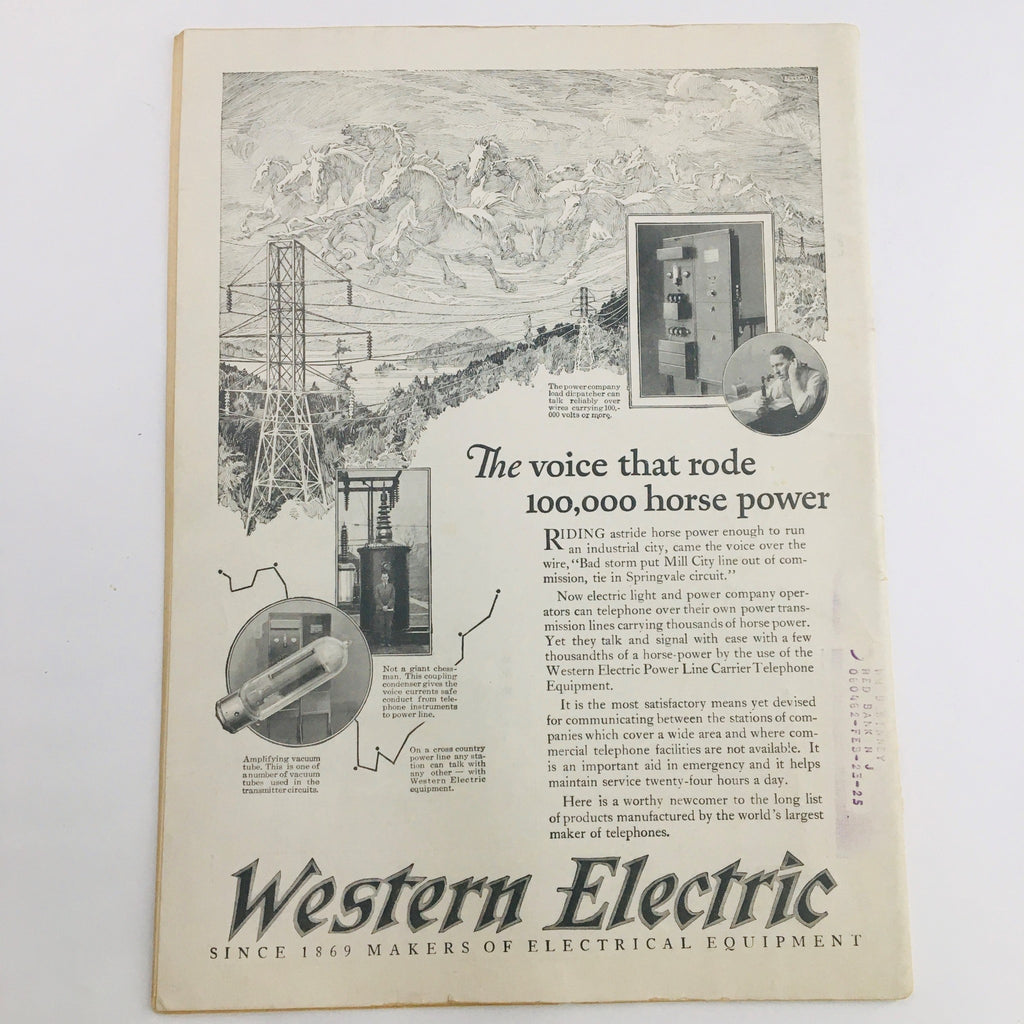 The power company
load dispatcher can
talk reliably over
wires carrying 100,-
000 volts or more.
The voice that rode
100,000 horse power
RIDING astride horse power enough to run
an industrial city, came the voice over the
wire, "Bad storm put Mill City line out of com-
mission, tie in Springvale circuit."
Now electric light and power company oper-
ators can telephone over their own power trans-
mission lines carrying thousands of horse power.
Yet they talk and signal with ease with a few
thousandths of a horse-power by the use of the
Western Electric Power Line Carrier Telephone
Equipment.
It is the most satisfactory means yet devised
for communicating between the stations of com-
panies which cover a wide area and where com-
mercial telephone facilities are not available. It
is an important aid in emergency and it helps
maintain service twenty-four hours a day.
Here is a worthy newcomer to the long list
of products manufactured by the world's largest
maker of telephones.
Not a giant chess-
man. This coupling
condenser gives the
voice currents safe
conduct from tele-
phone instruments
to power line.
On a cross country
power line any sta-
tion can talk with
any other — with
Western Electric
equipment.
Amplifying vacuum
tube. This is one of
a number of vacuum
tubes used in the
transmitter circuits.
RED BANK N J
060462-FEB-23-25
Western Electric
SINCE 1869 MAKERS OF ELECTRICAL EQUIPMENT